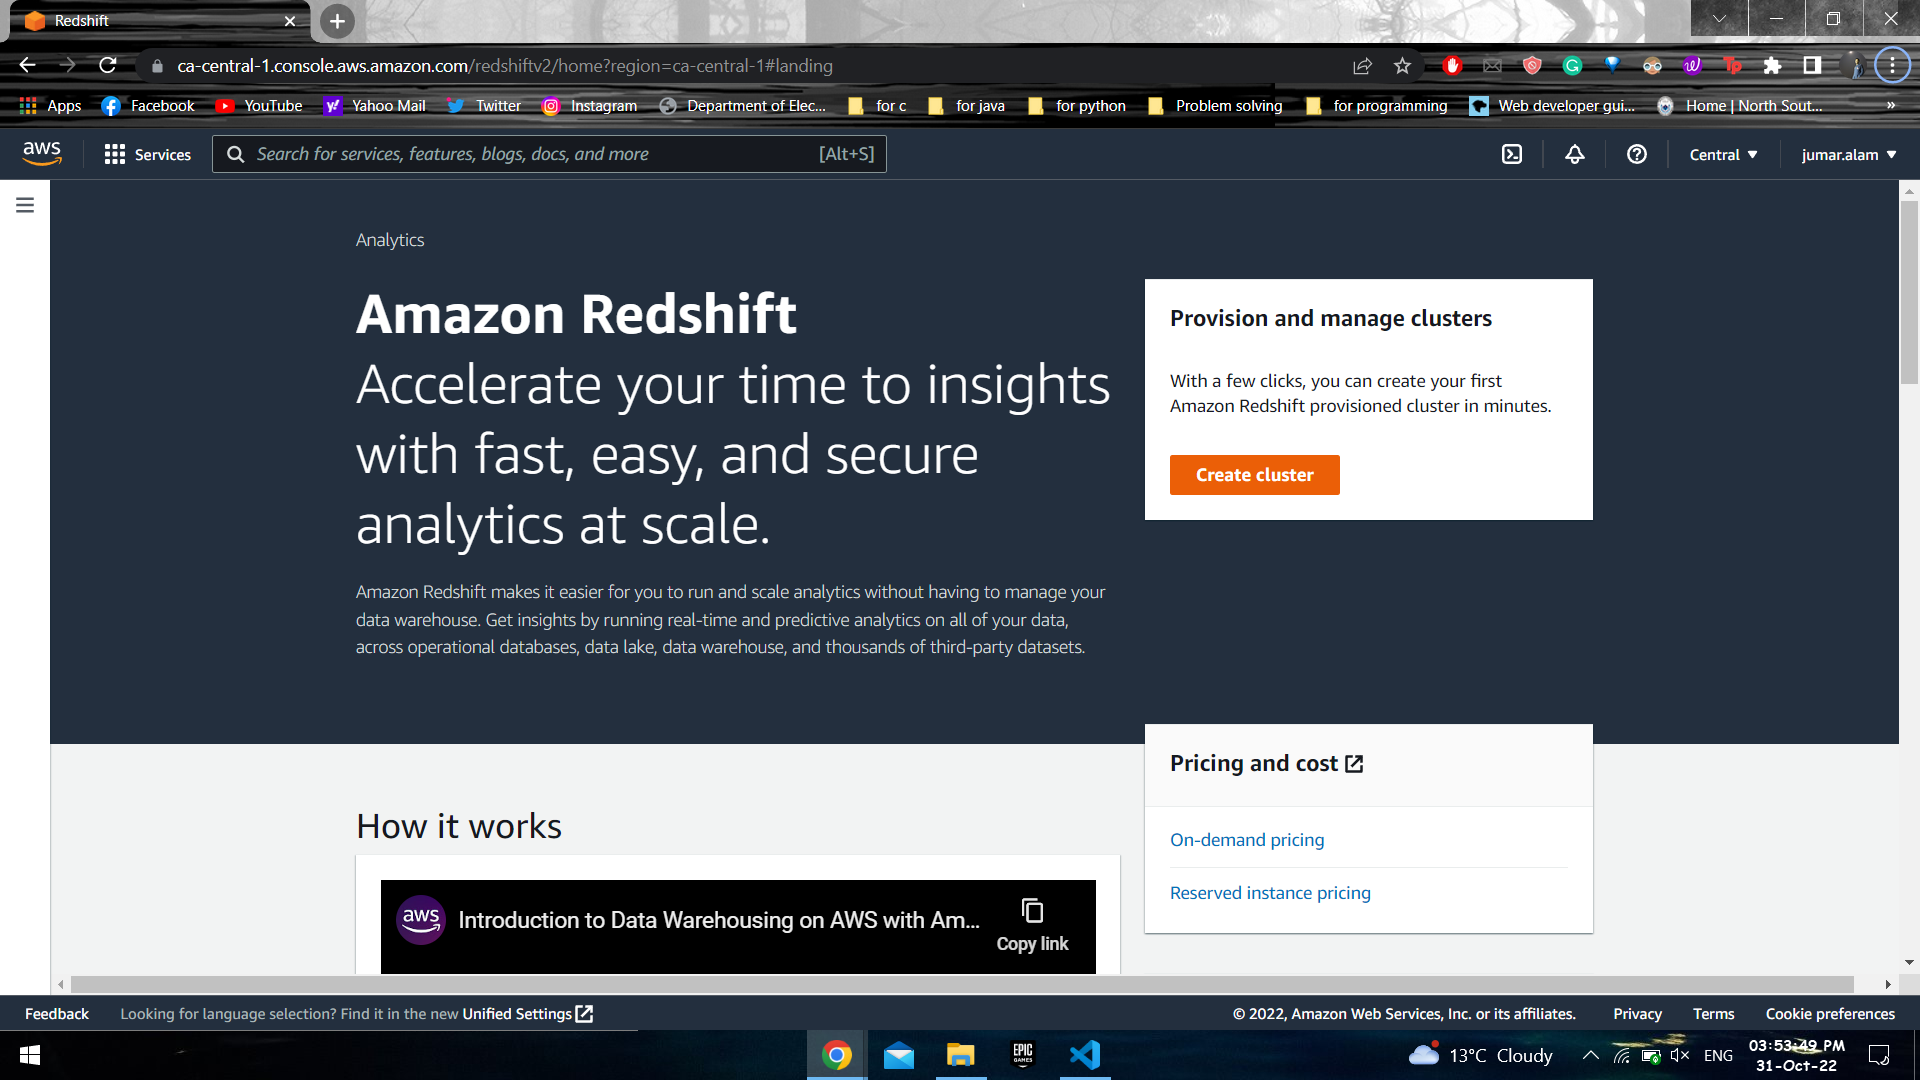 Redshift
ca-central-1.console.aws.amazon.com/redshiftv2/home?region=ca-central-1#landing
Apps Facebook YouTube Yahoo Mail Twitter Instagram Department of Elec... for c for java for python Problem solving for programming Web developer gui... Home | North Sout... »
aws Services Search for services, features, blogs, docs, and more [Alt+S] Central jumar.alam
Analytics
Amazon Redshift
Accelerate your time to insights
with fast, easy, and secure
analytics at scale.
Amazon Redshift makes it easier for you to run and scale analytics without having to manage your
data warehouse. Get insights by running real-time and predictive analytics on all of your data,
across operational databases, data lake, data warehouse, and thousands of third-party datasets.
Provision and manage clusters
With a few clicks, you can create your first
Amazon Redshift provisioned cluster in minutes.
Create cluster
Pricing and cost
On-demand pricing
Reserved instance pricing
How it works
aws Introduction to Data Warehousing on AWS with Am...
Copy link
Feedback Looking for language selection? Find it in the new Unified Settings © 2022, Amazon Web Services, Inc. or its affiliates. Privacy Terms Cookie preferences
EPIC
GAMES
13°C Cloudy ENG
03:53:49 PM
31-Oct-22